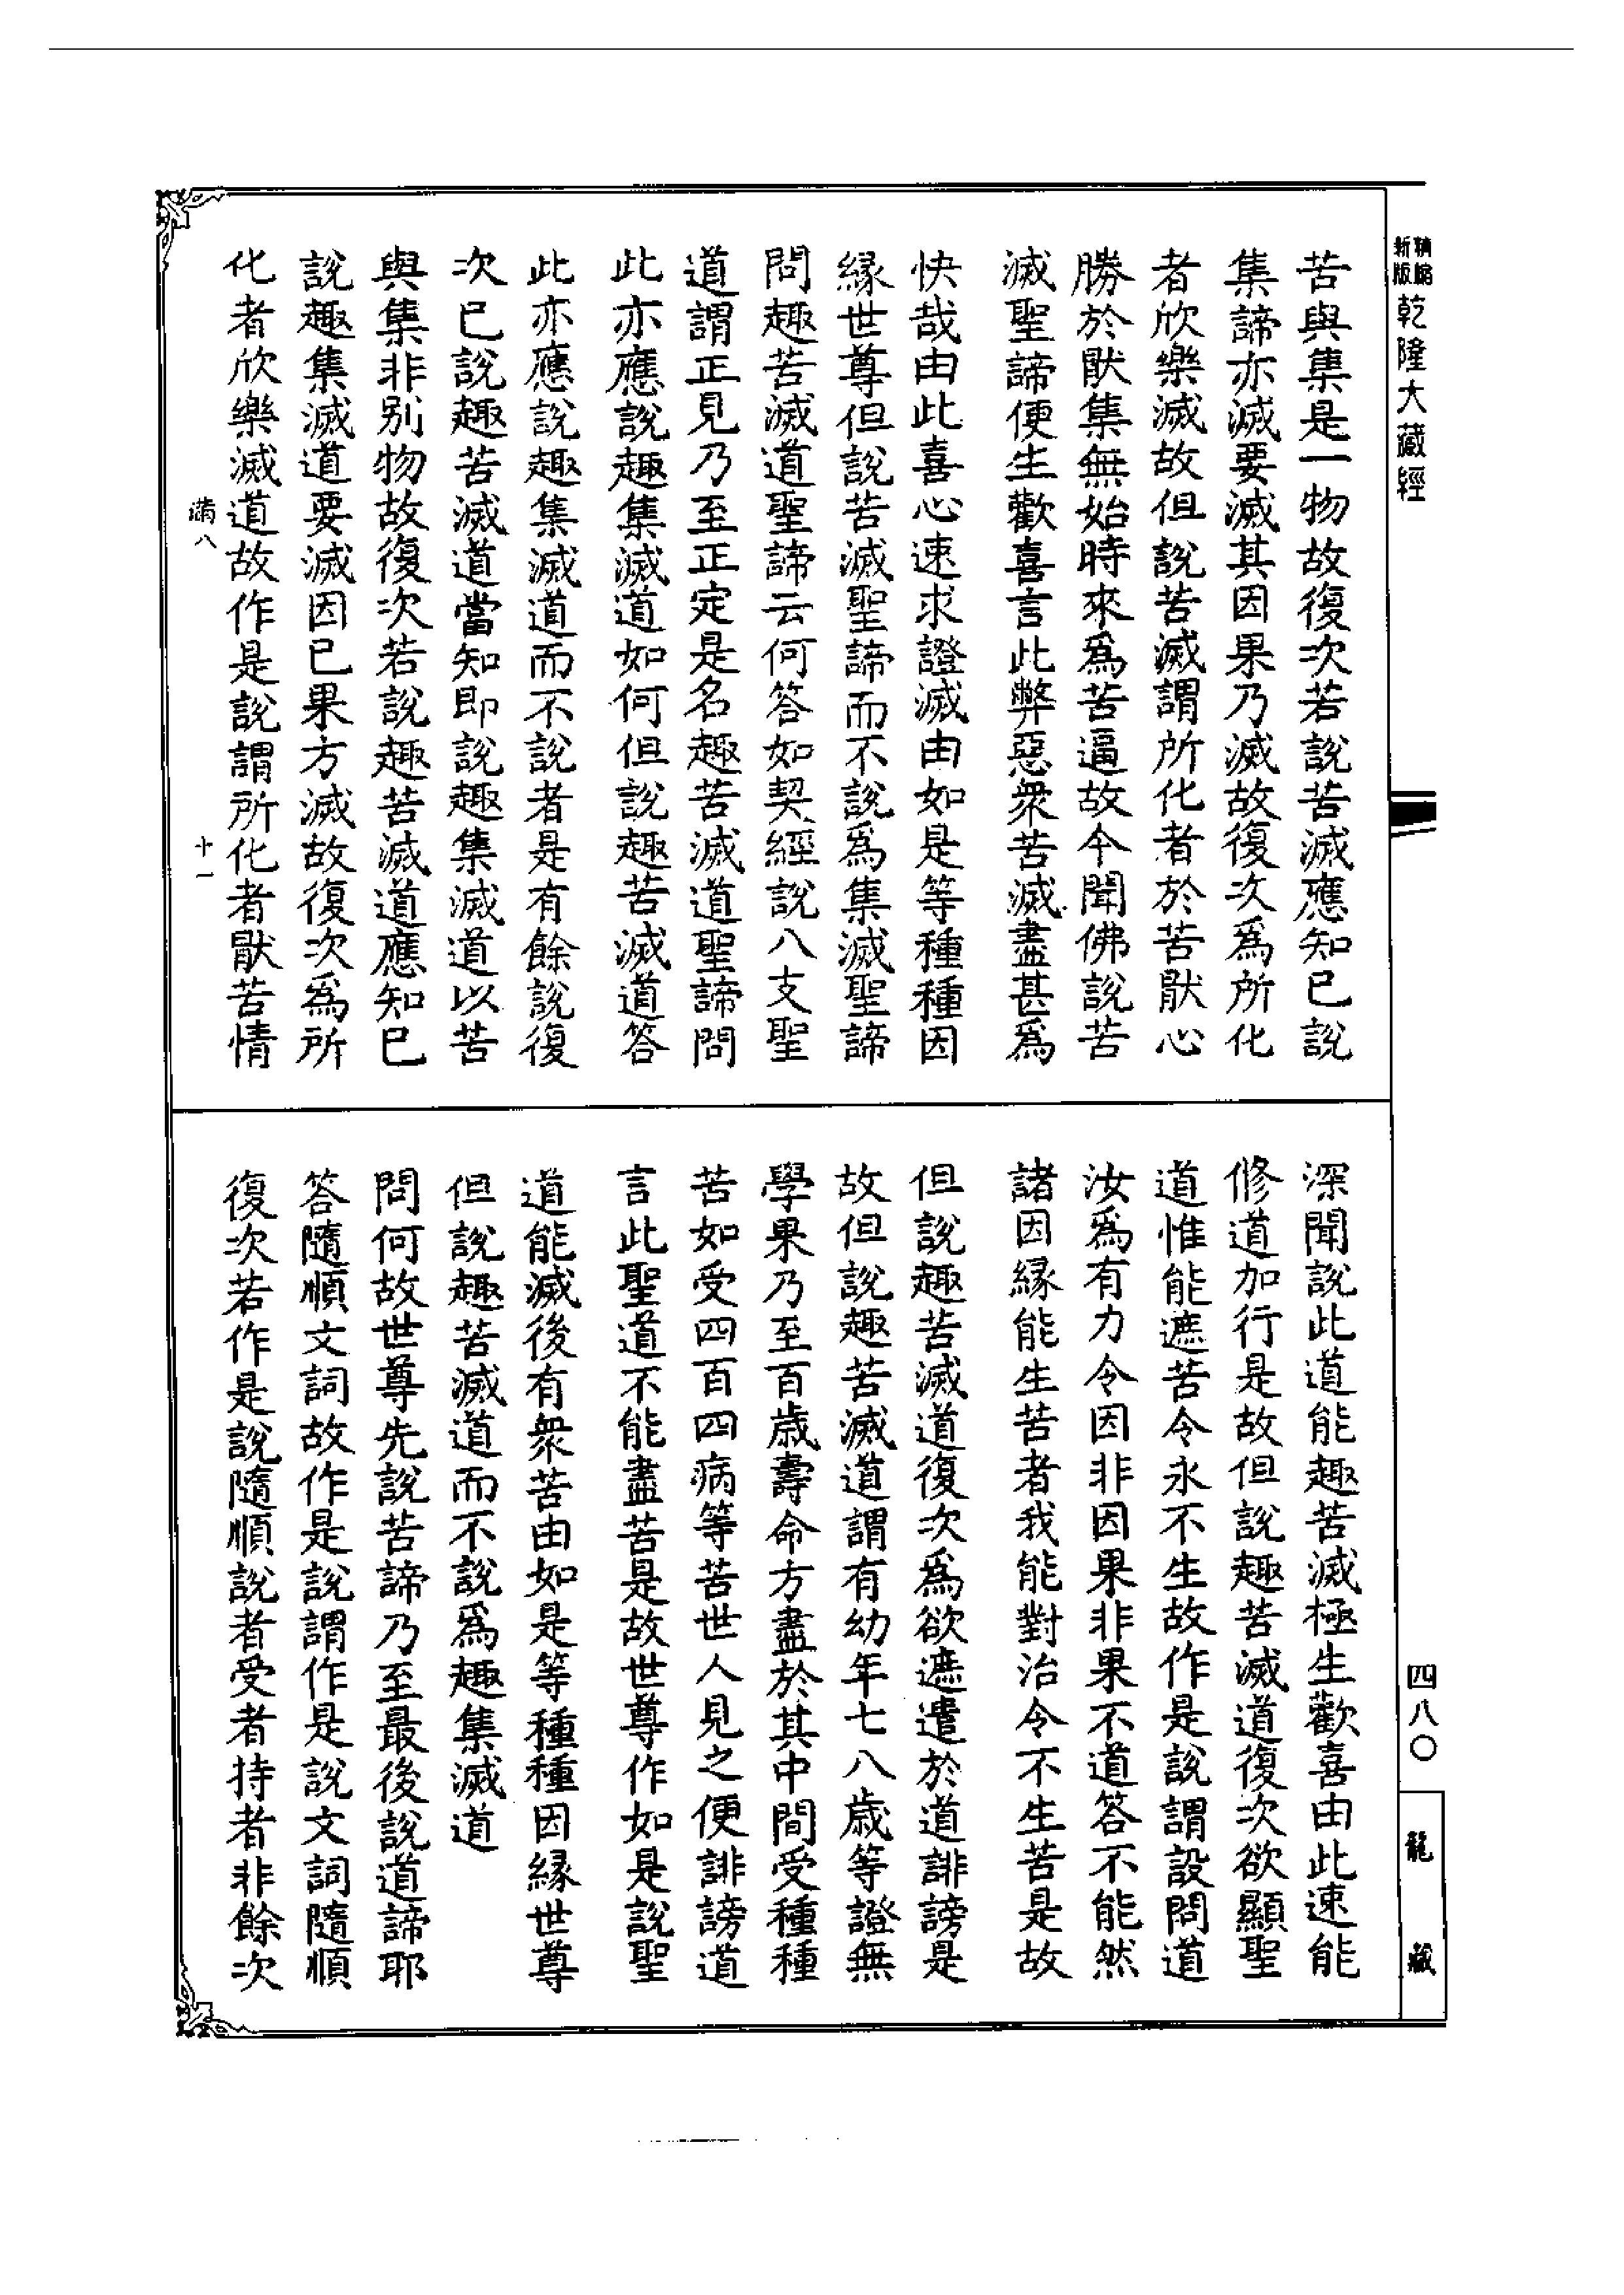 新版精縮乾隆大藏經
四八〇
龍藏
苦與集是一物故復次若說苦滅應知已說
集諦亦滅要滅其因果乃滅故復次為所化
者欣樂滅故但說苦滅謂所化者於苦猒心
勝於猒集無始時來為苦逼故今聞佛說苦
滅聖諦便生歡喜言此弊惡衆苦滅盡甚為
快哉由此喜心速求證滅由如是等種種因
緣世尊但說苦滅聖諦而不說為集滅聖諦
問趣苦滅道聖諦云何答如契經說八支聖
道謂正見乃至正定是名趣苦滅道聖諦問
此亦應說趣集滅道如何但說趣苦滅道答
此亦應說趣集滅道而不說者是有餘說復
次已說趣苦滅道當知即說趣集滅道以苦
與集非别物故復次若說趣苦滅道應知已
說趣集滅道要滅因已果方滅故復次為所
化者欣樂滅道故作是說謂所化者猒苦情
滿八
十一
深聞說此道能趣苦滅極生歡喜由此速能
修道加行是故但說趣苦滅道復次欲顯聖
道惟能遮苦令永不生故作是說謂設問道
汝為有力令因非因果非果不道答不能然
諸因緣能生苦者我能對治令不生苦是故
但說趣苦滅道復次為欲遮遣於道誹謗是
故但說趣苦滅道謂有幼年七八歲等證無
學果乃至百歲壽命方盡於其中間受種種
苦如受四百四病等苦世人見之便誹謗道
言此聖道不能盡苦是故世尊作如是說聖
道能滅後有衆苦由如是等種種因緣世尊
但說趣苦滅道而不說為趣集滅道
問何故世尊先說苦諦乃至最後說道諦耶
答隨順文詞故作是說謂作是說文詞隨順
復次若作是說隨順說者受者持者非餘次